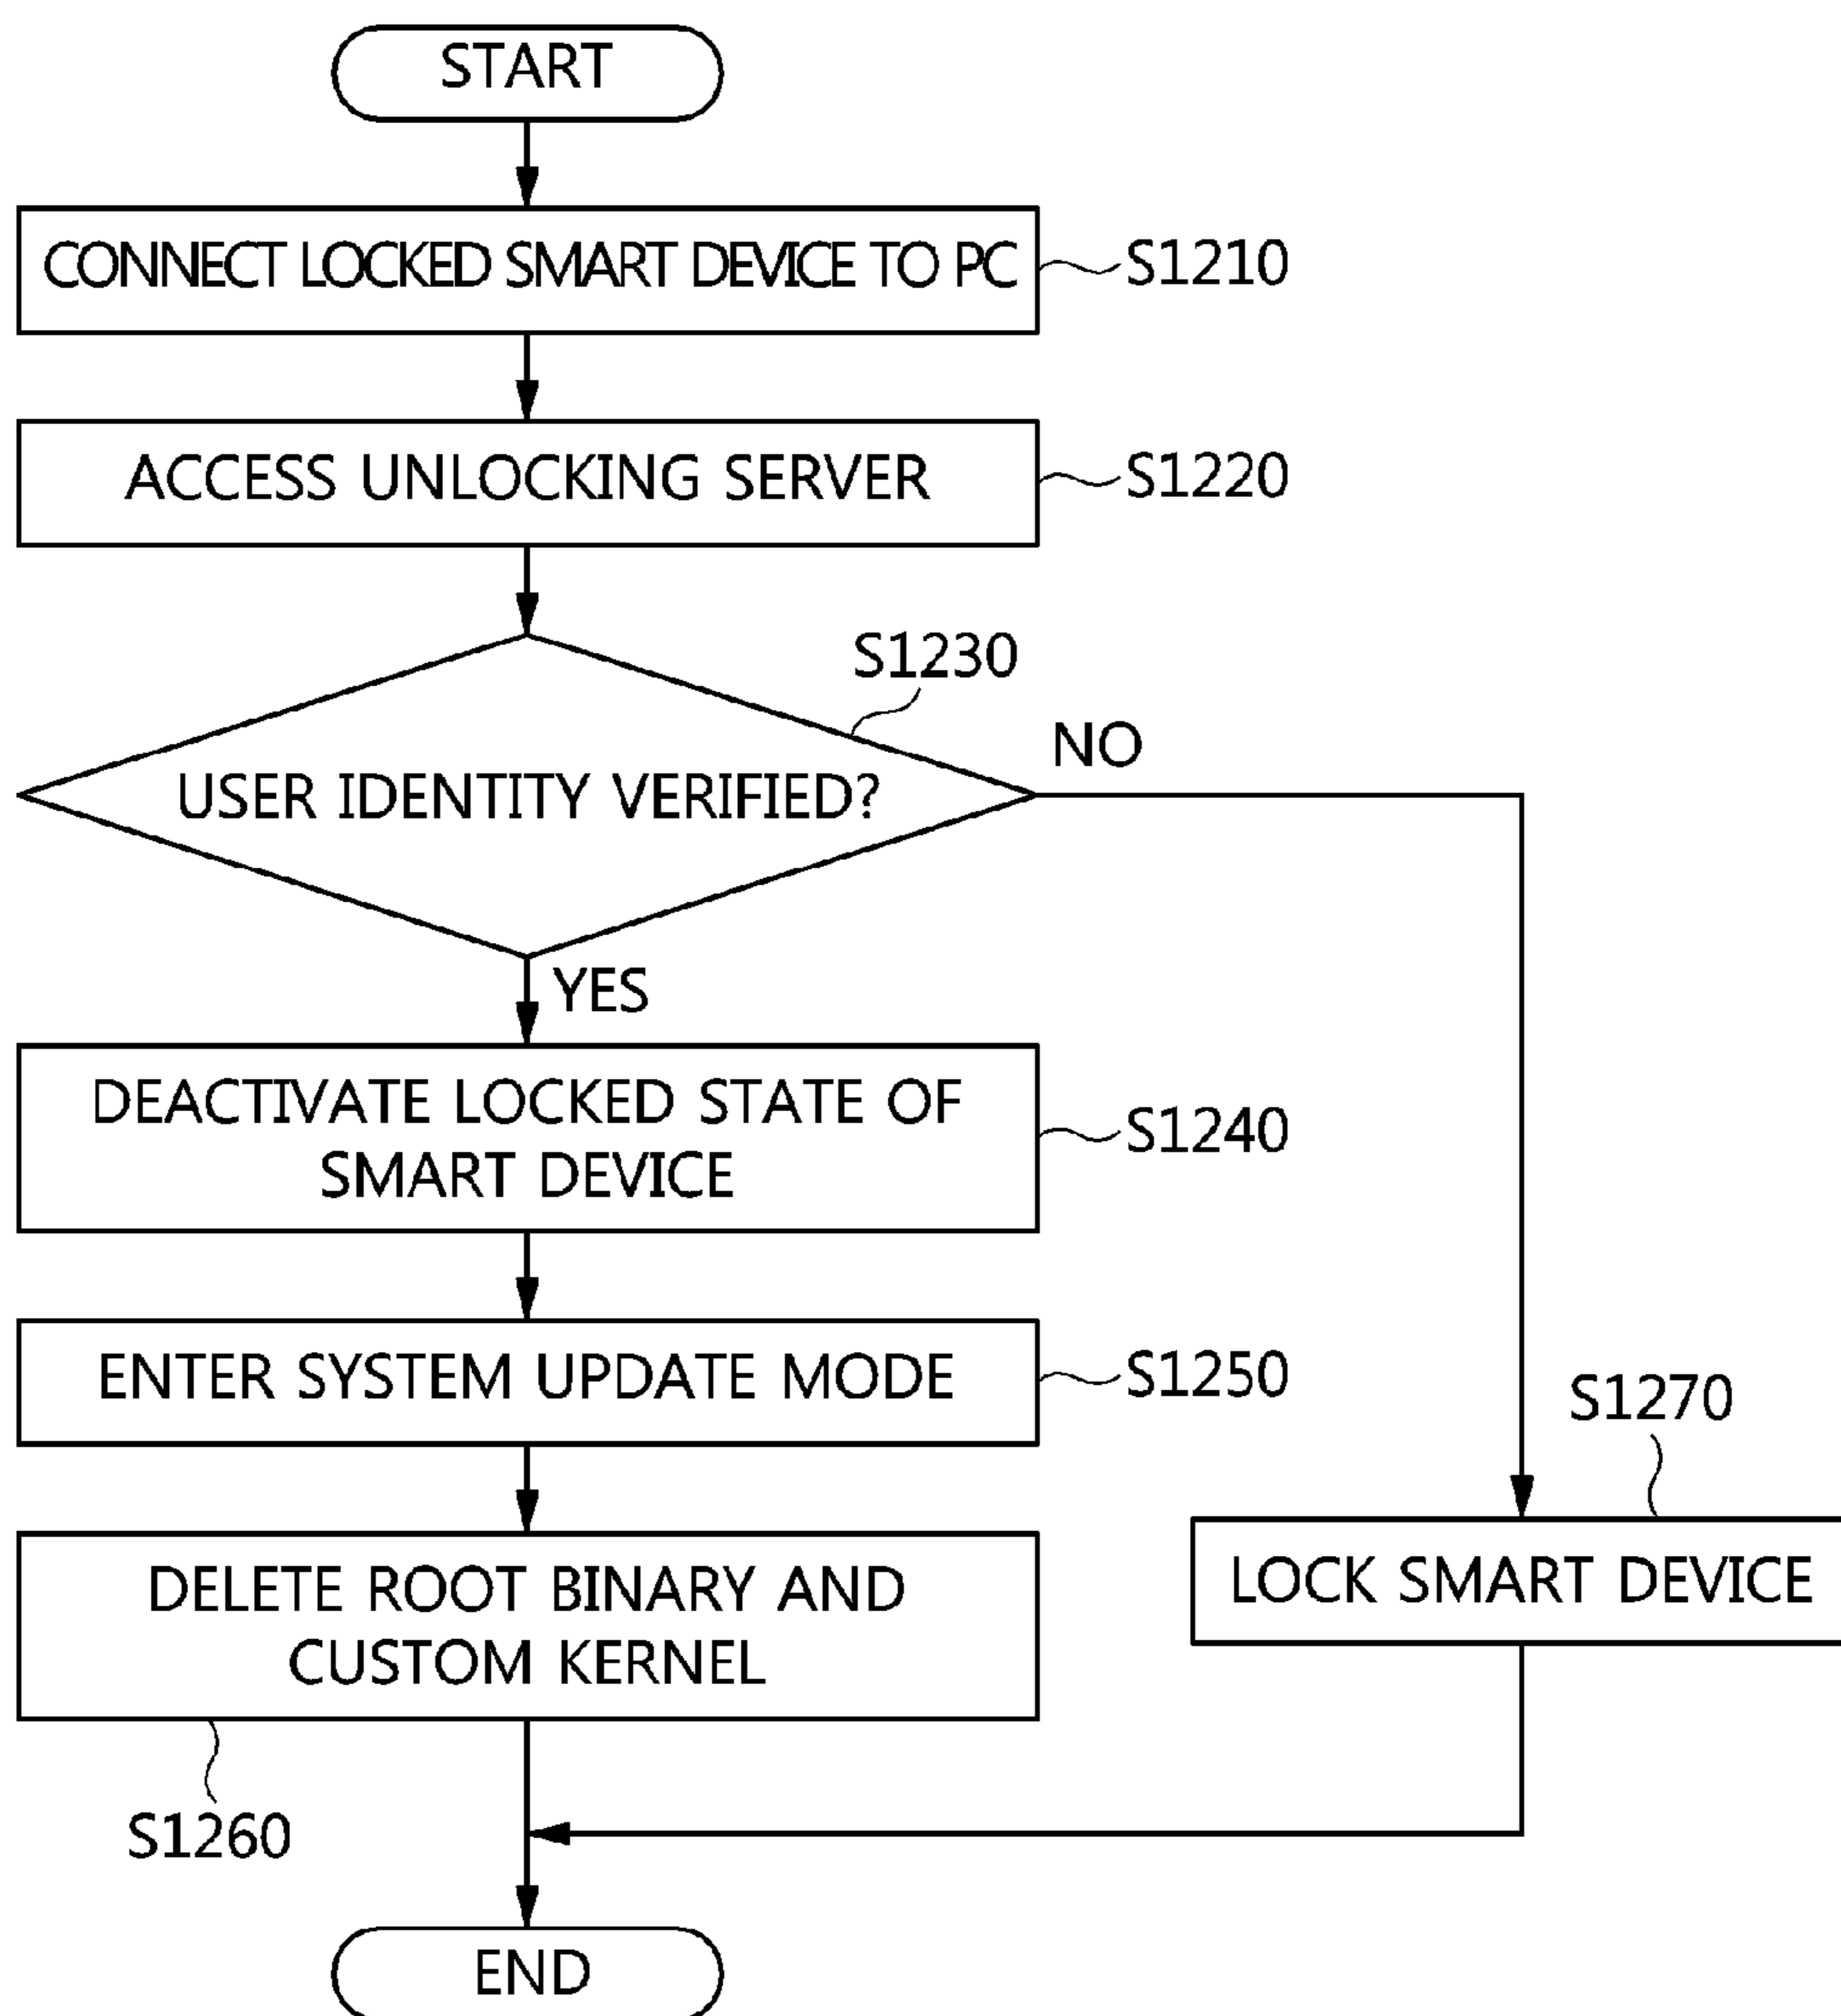 START
CONNECT LOCKED SMART DEVICE TO PC
S1210
ACCESS UNLOCKING SERVER
S1220
S1230
NO
USER IDENTITY VERIFIED?
YES
DEACTIVATE LOCKED STATE OF
SMART DEVICE
S1240
ENTER SYSTEM UPDATE MODE
S1250
S1270
DELETE ROOT BINARY AND
CUSTOM KERNEL
LOCK SMART DEVICE
S1260
END